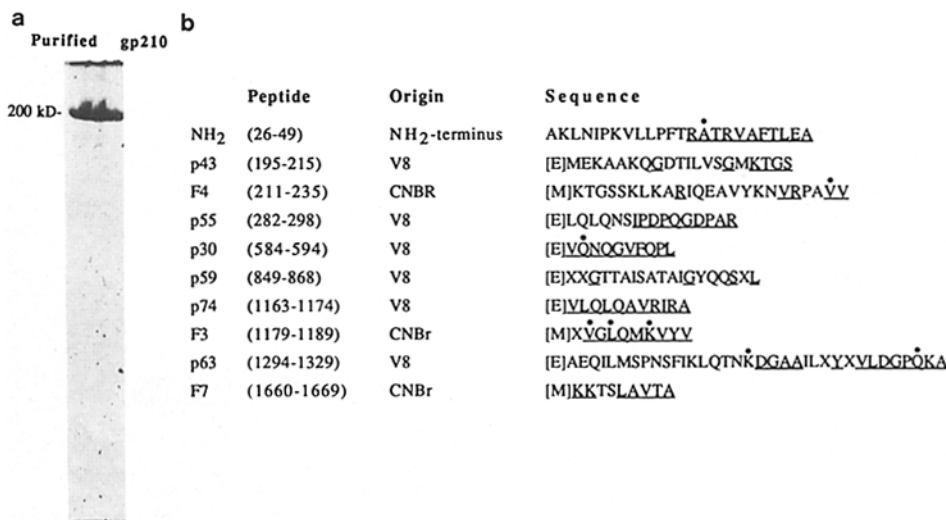 a
b
Purified gp210
200 kD-
Peptide Origin Sequence
NH2 (26-49) NH2-terminus AKLNIPKVLLPFTRATRVAFTLEA
p43 (195-215) V8 [E]MEKAAKQGDTILVSGMKTGS
F4 (211-235) CNBR [M]KTGSSKLKARIQEAVYKNVRPAVV
p55 (282-298) V8 [E]LQLQNSIPDPQGDPAR
p30 (584-594) V8 [E]VQNQGVFQPL
p59 (849-868) V8 [E]XXGTTAISATAIGYQQSXL
p74 (1163-1174) V8 [E]VLQLQAVRIRA
F3 (1179-1189) CNBr [M]XVGLQMKVYV
p63 (1294-1329) V8 [E]AEQILMSPNSFIKLQTNKDGAAILXYXVLDGPQKA
F7 (1660-1669) CNBr [M]KKTSLAVTA